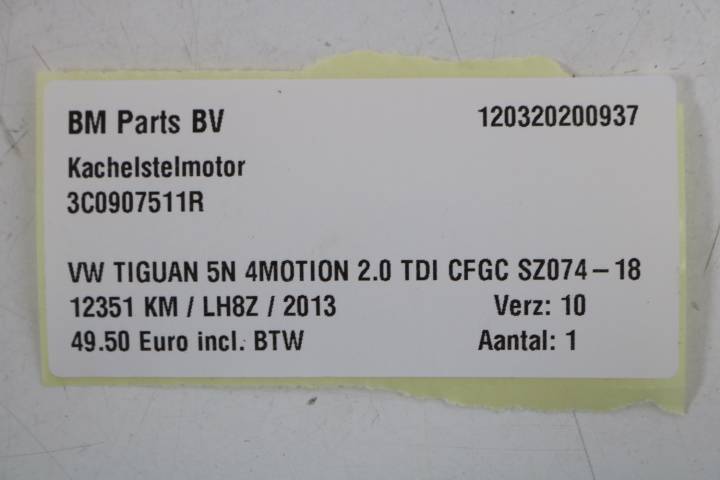 BM Parts BV 120320200937
Kachelstelmotor
3C0907511R
VW TIGUAN 5N 4MOTION 2.0 TDI CFGC SZ074-18
12351 KM / LH8Z / 2013 Verz: 10
49.50 Euro incl. BTW Aantal: 1